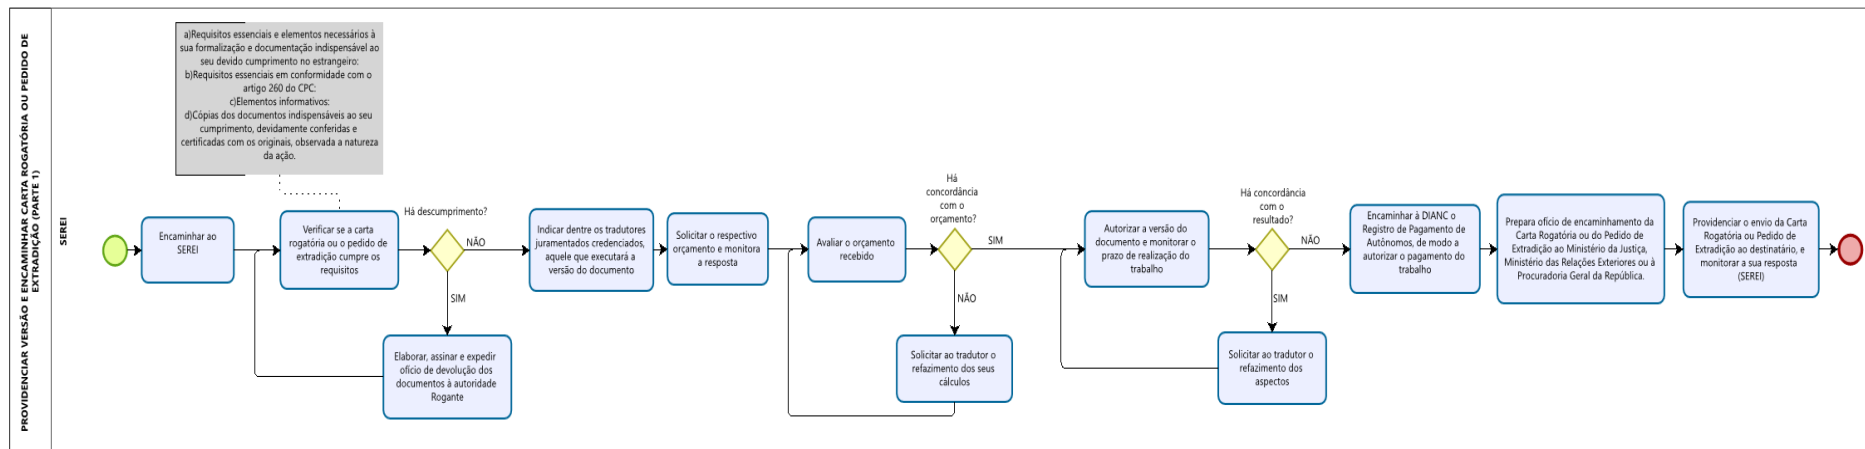 PROVIDENCIAR VERSÃO E ENCAMINHAR CARTA ROGATÓRIA OU PEDIDO DE
EXTRADIÇÃO (PARTE 1)
SEREI
a)Requisitos essenciais e elementos necessários à
sua formalização e documentação indispensável ao
seu devido cumprimento no estrangeiro:
b)Requisitos essenciais em conformidade com o
artigo 260 do CPC:
c)Elementos informativos:
d)Cópias dos documentos indispensáveis ao seu
cumprimento, devidamente conferidas e
certificadas com os originais, observada a natureza
da ação.
Encaminhar ao
SEREI
Verificar se a carta
rogatória ou o pedido de
extradição cumpre os
requisitos
Há descumprimento?
NÃO
SIM
Elaborar, assinar e expedir
ofício de devolução dos
documentos à autoridade
Rogante
Indicar dentre os tradutores
juramentados credenciados,
aquele que executará a
versão do documento
Solicitar o respectivo
orçamento e monitora
a resposta
Avaliar o orçamento
recebido
Há
concordância
com o
orçamento?
SIM
NÃO
Solicitar ao tradutor o
refazimento dos seus
cálculos
Autorizar a versão do
documento e monitorar o
prazo de realização do
trabalho
Há concordância
com o
resultado?
NÃO
SIM
Solicitar ao tradutor o
refazimento dos
aspectos
Encaminhar à DIANC o
Registro de Pagamento de
Autônomos, de modo a
autorizar o pagamento do
trabalho
Prepara ofício de encaminhamento da
Carta Rogatória ou do Pedido de
Extradição ao Ministério da Justiça,
Ministério das Relações Exteriores ou à
Procuradoria Geral da República.
Providenciar o envio da Carta
Rogatória ou Pedido de
Extradição ao destinatário, e
monitorar a sua resposta
(SEREI)